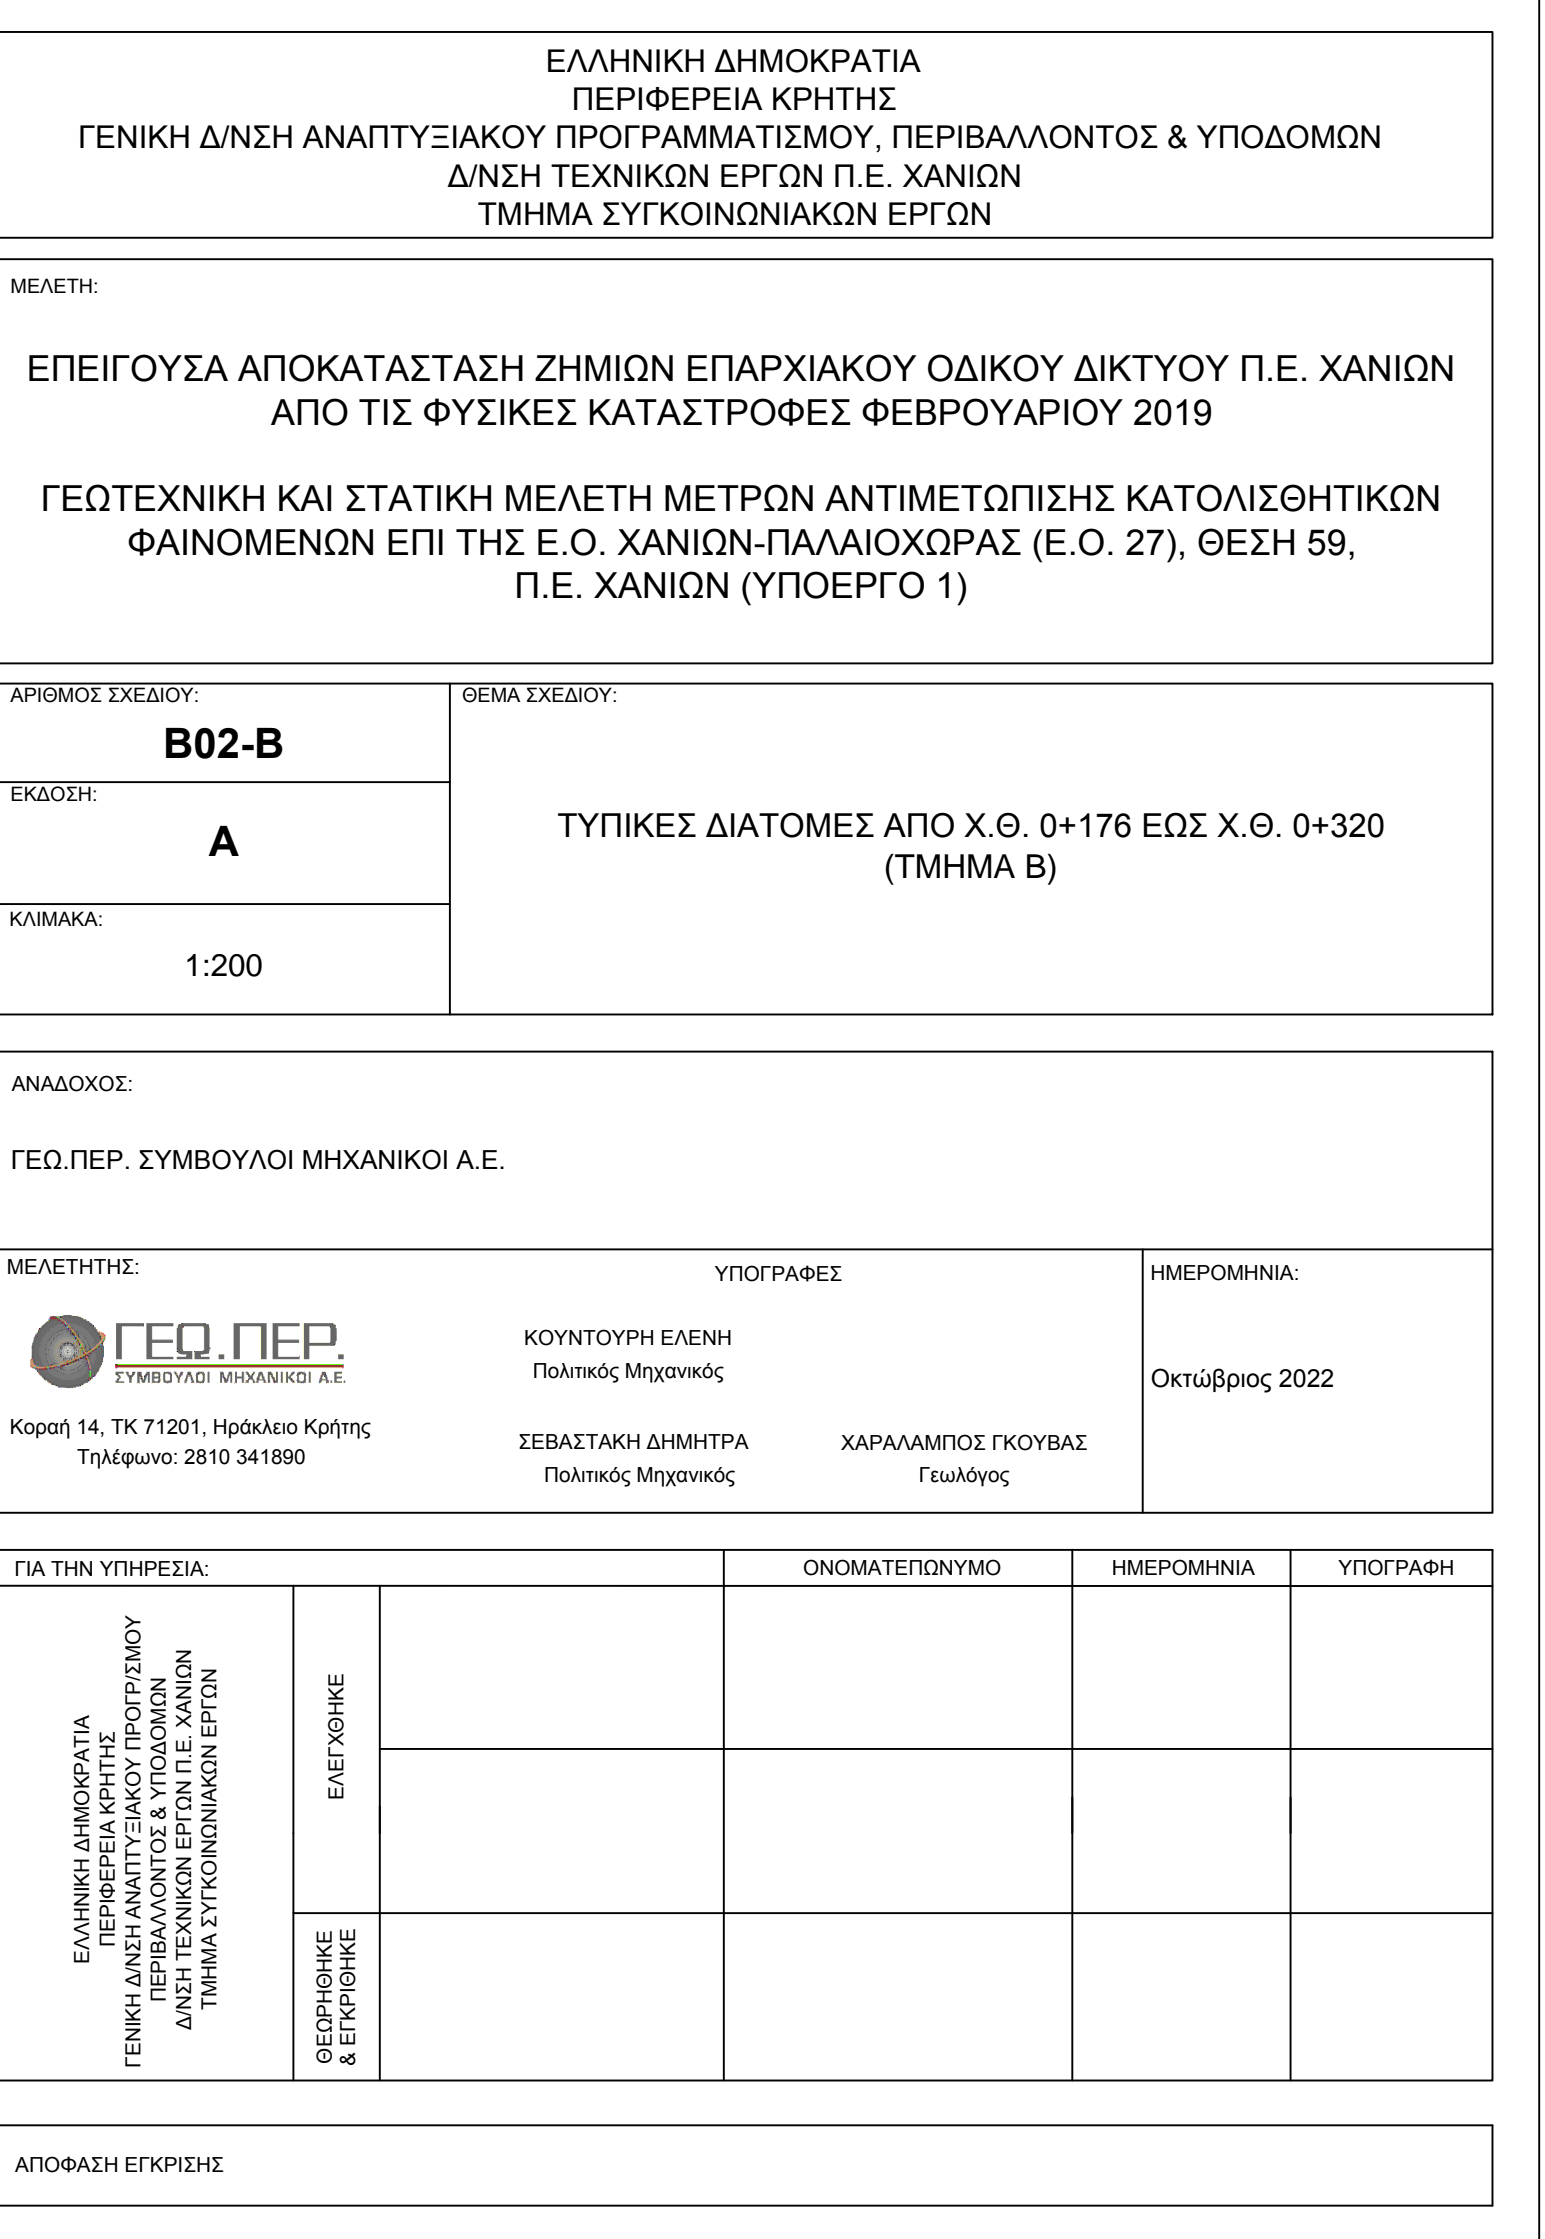 ΕΛΛΗΝΙΚΗ ΔΗΜΟΚΡΑΤΙΑ
ΠΕΡΙΦΕΡΕΙΑ ΚΡΗΤΗΣ
ΓΕΝΙΚΗ Δ/ΝΣΗ ΑΝΑΠΤΥΞΙΑΚΟΥ ΠΡΟΓΡΑΜΜΑΤΙΣΜΟΥ, ΠΕΡΙΒΑΛΛΟΝΤΟΣ & ΥΠΟΔΟΜΩΝ
Δ/ΝΣΗ ΤΕΧΝΙΚΩΝ ΕΡΓΩΝ Π.Ε. ΧΑΝΙΩΝ
ΤΜΗΜΑ ΣΥΓΚΟΙΝΩΝΙΑΚΩΝ ΕΡΓΩΝ
ΜΕΛΕΤΗ:
ΕΠΕΙΓΟΥΣΑ ΑΠΟΚΑΤΑΣΤΑΣΗ ΖΗΜΙΩΝ ΕΠΑΡΧΙΑΚΟΥ ΟΔΙΚΟΥ ΔΙΚΤΥΟΥ Π.Ε. ΧΑΝΙΩΝ
ΑΠΟ ΤΙΣ ΦΥΣΙΚΕΣ ΚΑΤΑΣΤΡΟΦΕΣ ΦΕΒΡΟΥΑΡΙΟΥ 2019
ΓΕΩΤΕΧΝΙΚΗ ΚΑΙ ΣΤΑΤΙΚΗ ΜΕΛΕΤΗ ΜΕΤΡΩΝ ΑΝΤΙΜΕΤΩΠΙΣΗΣ ΚΑΤΟΛΙΣΘΗΤΙΚΩΝ
ΦΑΙΝΟΜΕΝΩΝ ΕΠΙ ΤΗΣ Ε.Ο. ΧΑΝΙΩΝ-ΠΑΛΑΙΟΧΩΡΑΣ (Ε.Ο. 27), ΘΕΣΗ 59,
Π.Ε. ΧΑΝΙΩΝ (ΥΠΟΕΡΓΟ 1)
ΑΡΙΘΜΟΣ ΣΧΕΔΙΟΥ:
Β02-Β
ΕΚΔΟΣΗ:
Α
ΚΛΙΜΑΚΑ:
1:200
ΘΕΜΑ ΣΧΕΔΙΟΥ:
ΤΥΠΙΚΕΣ ΔΙΑΤΟΜΕΣ ΑΠΟ Χ.Θ. 0+176 ΕΩΣ Χ.Θ. 0+320
(ΤΜΗΜΑ Β)
ΑΝΑΔΟΧΟΣ:
ΓΕΩ.ΠΕΡ. ΣΥΜΒΟΥΛΟΙ ΜΗΧΑΝΙΚΟΙ Α.Ε.
ΜΕΛΕΤΗΤΗΣ:
ΓΕΩ.ΠΕΡ.
ΣΥΜΒΟΥΛΟΙ ΜΗΧΑΝΙΚΟΙ Α.Ε.
Κοραή 14, ΤΚ 71201, Ηράκλειο Κρήτης
Τηλέφωνο: 2810 341890
ΥΠΟΓΡΑΦΕΣ
ΚΟΥΝΤΟΥΡΗ ΕΛΕΝΗ
Πολιτικός Μηχανικός
ΣΕΒΑΣΤΑΚΗ ΔΗΜΗΤΡΑ
Πολιτικός Μηχανικός
ΧΑΡΑΛΑΜΠΟΣ ΓΚΟΥΒΑΣ
Γεωλόγος
ΗΜΕΡΟΜΗΝΙΑ:
Οκτώβριος 2022
ΓΙΑ ΤΗΝ ΥΠΗΡΕΣΙΑ:
ΟΝΟΜΑΤΕΠΩΝΥΜΟ
ΗΜΕΡΟΜΗΝΙΑ
ΥΠΟΓΡΑΦΗ
ΕΛΛΗΝΙΚΗ ΔΗΜΟΚΡΑΤΙΑ
ΠΕΡΙΦΕΡΕΙΑ ΚΡΗΤΗΣ
ΓΕΝΙΚΗ Δ/ΝΣΗ ΑΝΑΠΤΥΞΙΑΚΟΥ ΠΡΟΓΡ/ΣΜΟΥ
ΠΕΡΙΒΑΛΛΟΝΤΟΣ & ΥΠΟΔΟΜΩΝ
Δ/ΝΣΗ ΤΕΧΝΙΚΩΝ ΕΡΓΩΝ Π.Ε. ΧΑΝΙΩΝ
ΤΜΗΜΑ ΣΥΓΚΟΙΝΩΝΙΑΚΩΝ ΕΡΓΩΝ
ΕΛΕΓΧΘΗΚΕ
ΘΕΩΡΗΘΗΚΕ
& ΕΓΚΡΙΘΗΚΕ
ΑΠΟΦΑΣΗ ΕΓΚΡΙΣΗΣ